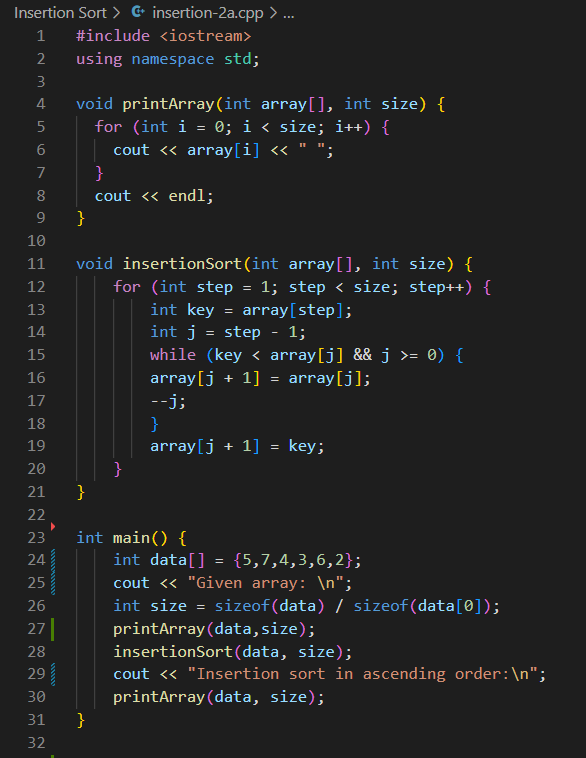 Insertion Sort > insertion-2a.cpp > ...
1 #include <iostream>
2 using namespace std;
3
4 void printArray(int array[], int size) {
5 for (int i = 0; i < size; i++) {
6 cout << array[i] << " ";
7 }
8 cout << endl;
9 }
10
11 void insertionSort(int array[], int size) {
12 for (int step = 1; step < size; step++) {
13 int key = array[step];
14 int j = step - 1;
15 while (key < array[j] && j >= 0) {
16 array[j + 1] = array[j];
17 --j;
18 }
19 array[j + 1] = key;
20 }
21 }
22
23 int main() {
24 int data[] = {5,7,4,3,6,2};
25 cout << "Given array: \n";
26 int size = sizeof(data) / sizeof(data[0]);
27 printArray(data,size);
28 insertionSort(data, size);
29 cout << "Insertion sort in ascending order:\n";
30 printArray(data, size);
31 }
32